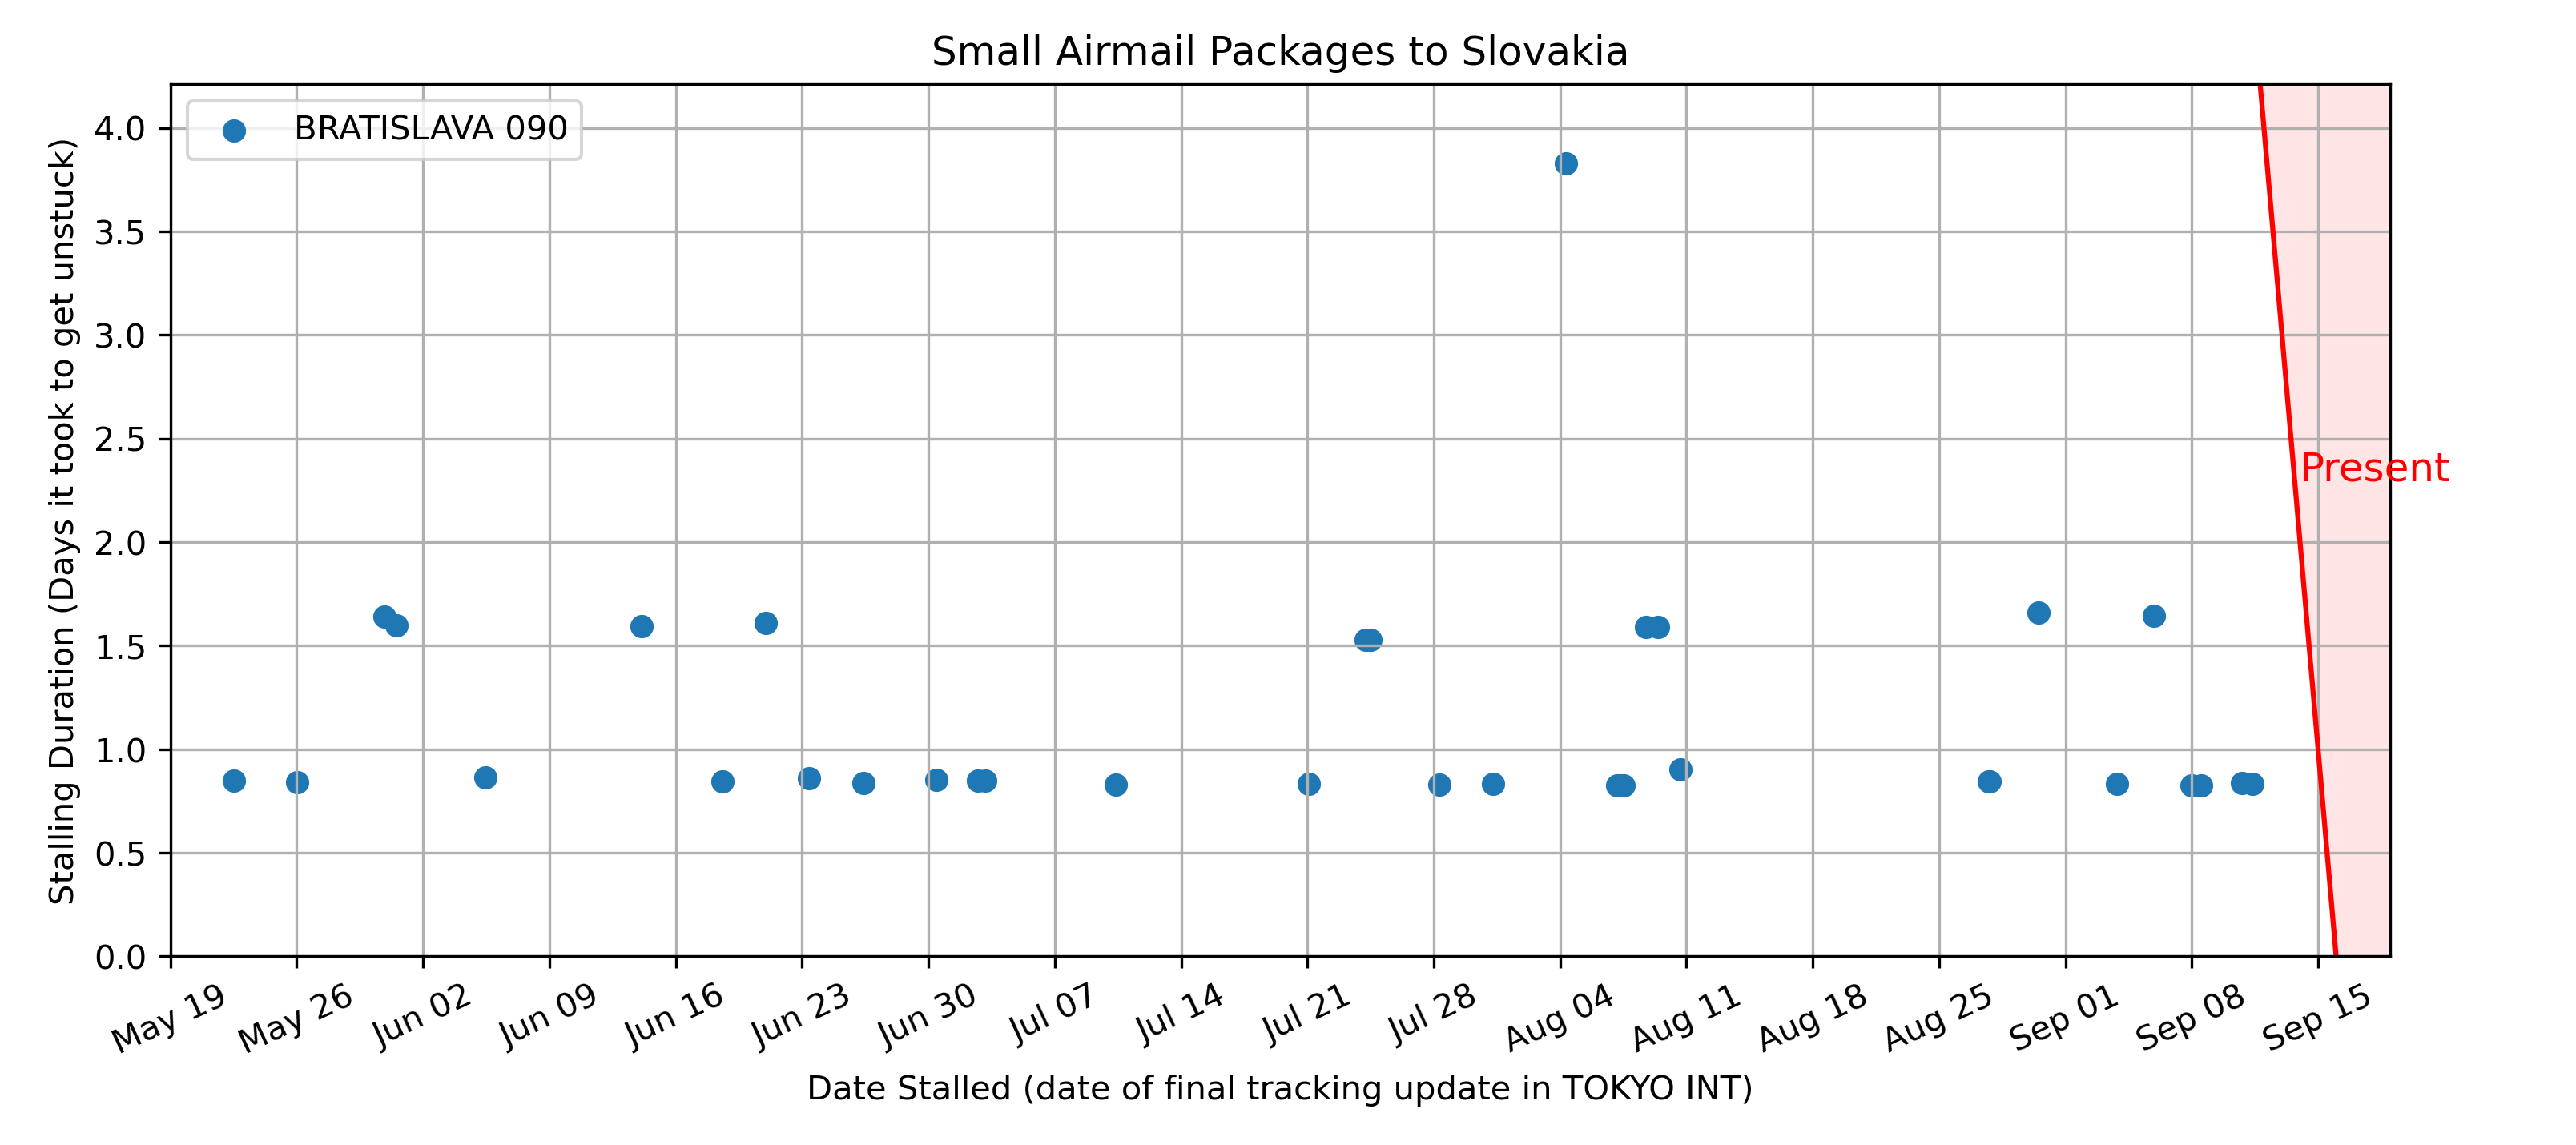 Small Airmail Packages to Slovakia
BRATISLAVA 090
Stalling Duration (Days it took to get unstuck)
4.0
3.5
3.0
2.5
2.0
1.5
1.0
0.5
0.0
Present
May 19
May 26
Jun 02
Jun 09
Jun 16
Jun 23
Jun 30
Jul 07
Jul 14
Jul 21
Jul 28
Aug 04
Aug 11
Aug 18
Aug 25
Sep 01
Sep 08
Sep 15
Date Stalled (date of final tracking update in TOKYO INT)